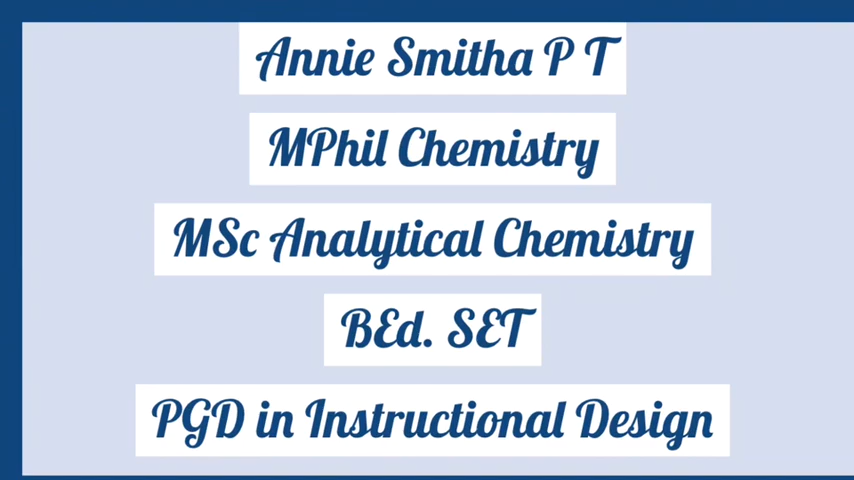 Annie Smitha P T
MPhil Chemistry
MSc Analytical Chemistry
BEd. SET
PGD in Instructional Design